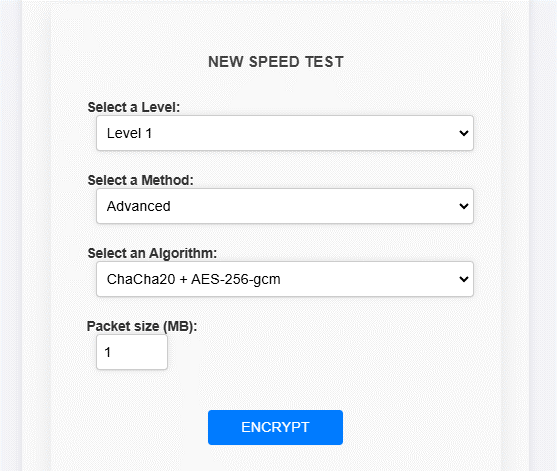 NEW SPEED TEST
Select a Level:
Level 1
Select a Method:
Advanced
Select an Algorithm:
ChaCha20 + AES-256-gcm
Packet size (MB):
1
ENCRYPT